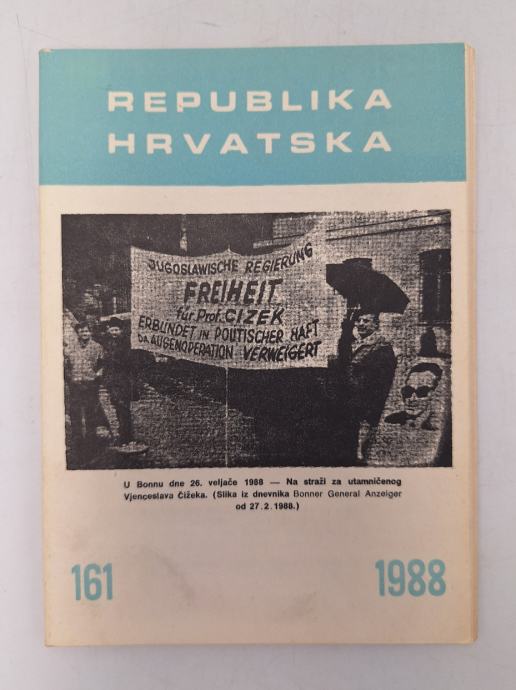 REPUBLIKA
HRVATSKA
JUGOSLAWISCHE REGIERUNG
FREIHEIT
für Prof. CIZEK
ERBLINDET IN POLITISCHER HAFT
DA AUGENOPERATION VERWEIGERT
U Bonnu dne 26. veljače 1988 — Na straži za utamničenog
Vjenceslava Čižeka. (Slika iz dnevnika Bonner General Anzeiger
od 27.2.1988.)
161
1988